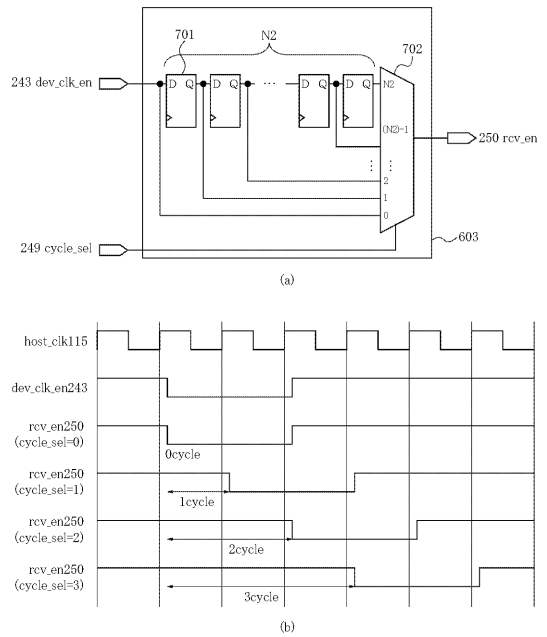 701
N2
702
243 dev_clk_en
D Q D Q ... D Q D Q N2
(N2)-1
250 rcv_en
2
1
0
249 cycle_sel
603
(a)
host_clk115
dev_clk_en243
rcv_en250
(cycle_sel=0)
0cycle
rcv_en250
(cycle_sel=1)
1cycle
rcv_en250
(cycle_sel=2)
2cycle
rcv_en250
(cycle_sel=3)
3cycle
(b)